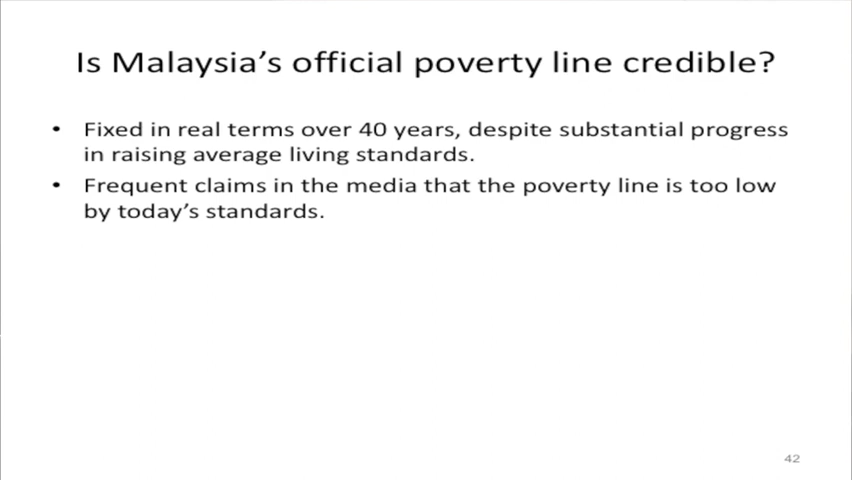 Is Malaysia’s official poverty line credible?
• Fixed in real terms over 40 years, despite substantial progress
in raising average living standards.
• Frequent claims in the media that the poverty line is too low
by today’s standards.
42